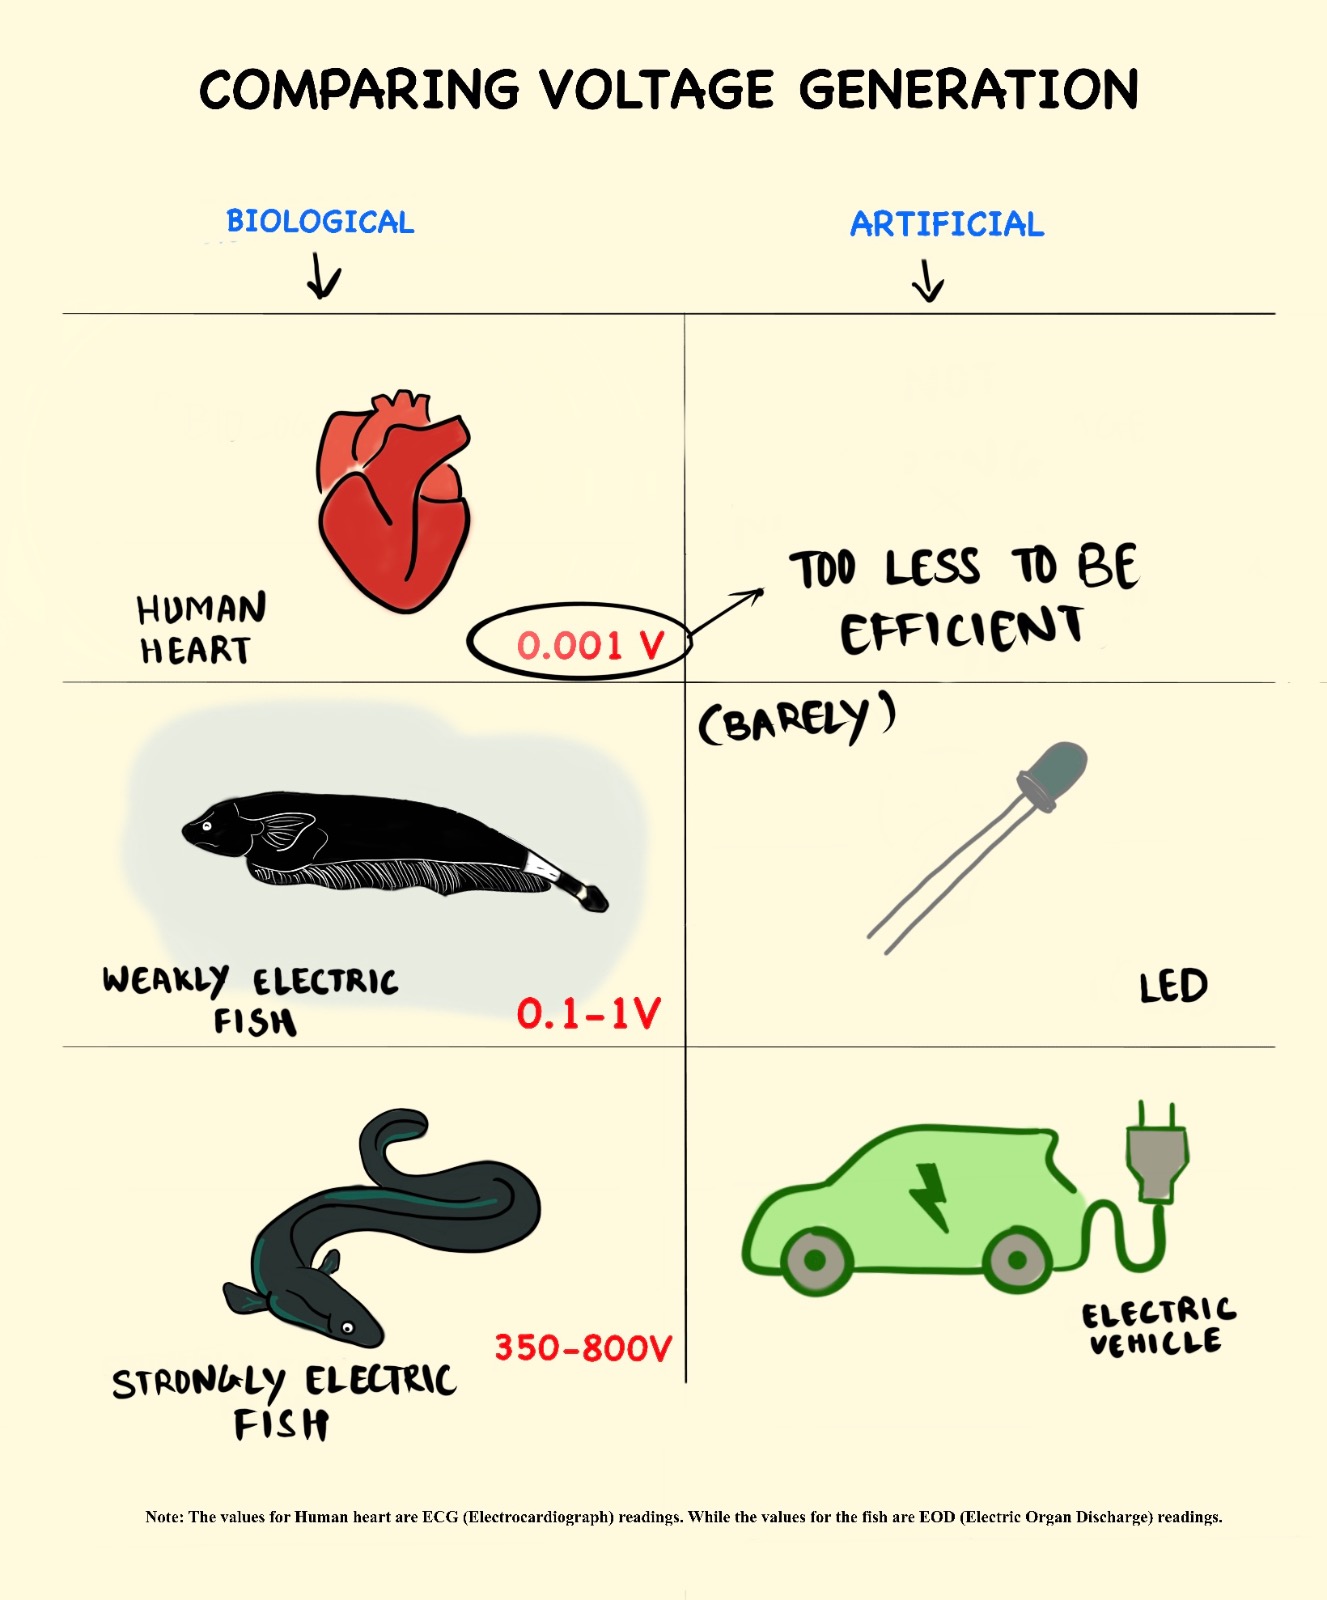 COMPARING VOLTAGE GENERATION
BIOLOGICAL
ARTIFICIAL
HUMAN
HEART
0.001 V
TOO LESS TO BE
EFFICIENT
WEAKLY ELECTRIC
FISH
0.1-1V
(BARELY)
LED
STRONGLY ELECTRIC
FISH
350-800V
ELECTRIC
VEHICLE
Note: The values for Human heart are ECG (Electrocardiograph) readings. While the values for the fish are EOD (Electric Organ Discharge) readings.